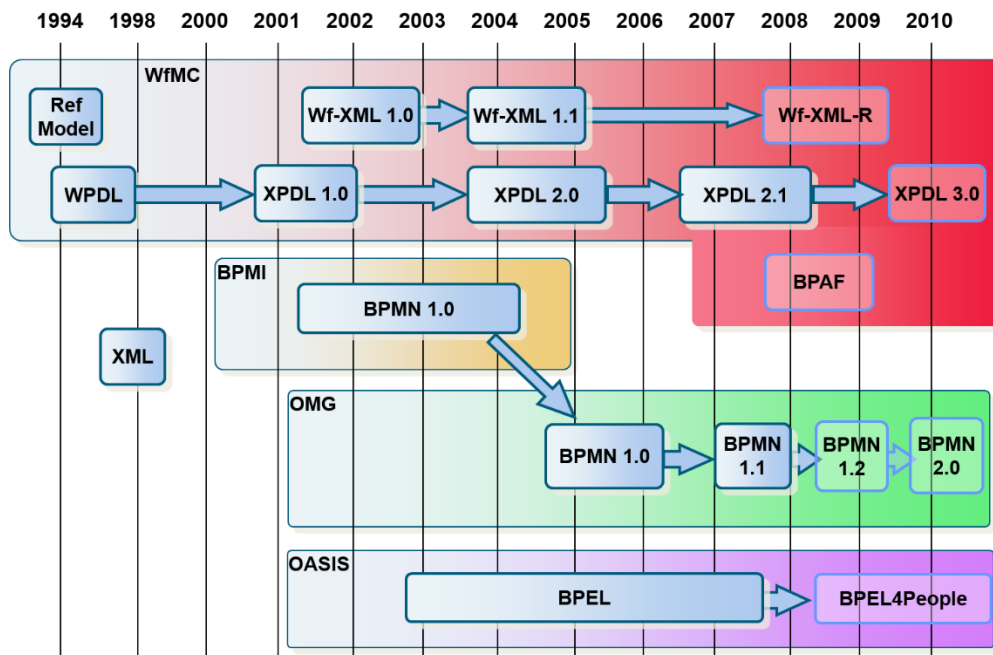 1994 1998 2000 2001 2002 2003 2004 2005 2006 2007 2008 2010
WfMC
Ref
Model
Wf-XML 1.0
Wf-XML 1.1
Wf-XML-R
WPDL
XPDL 1.0
XPDL 2.0
XPDL 2.1
XPDL 3.0
BPMI
BPAF
BPMN 1.0
XML
OMG
BPMN 1.0
BPMN
1.1
BPMN
1.2
BPMN
2.0
OASIS
BPEL
BPEL4People